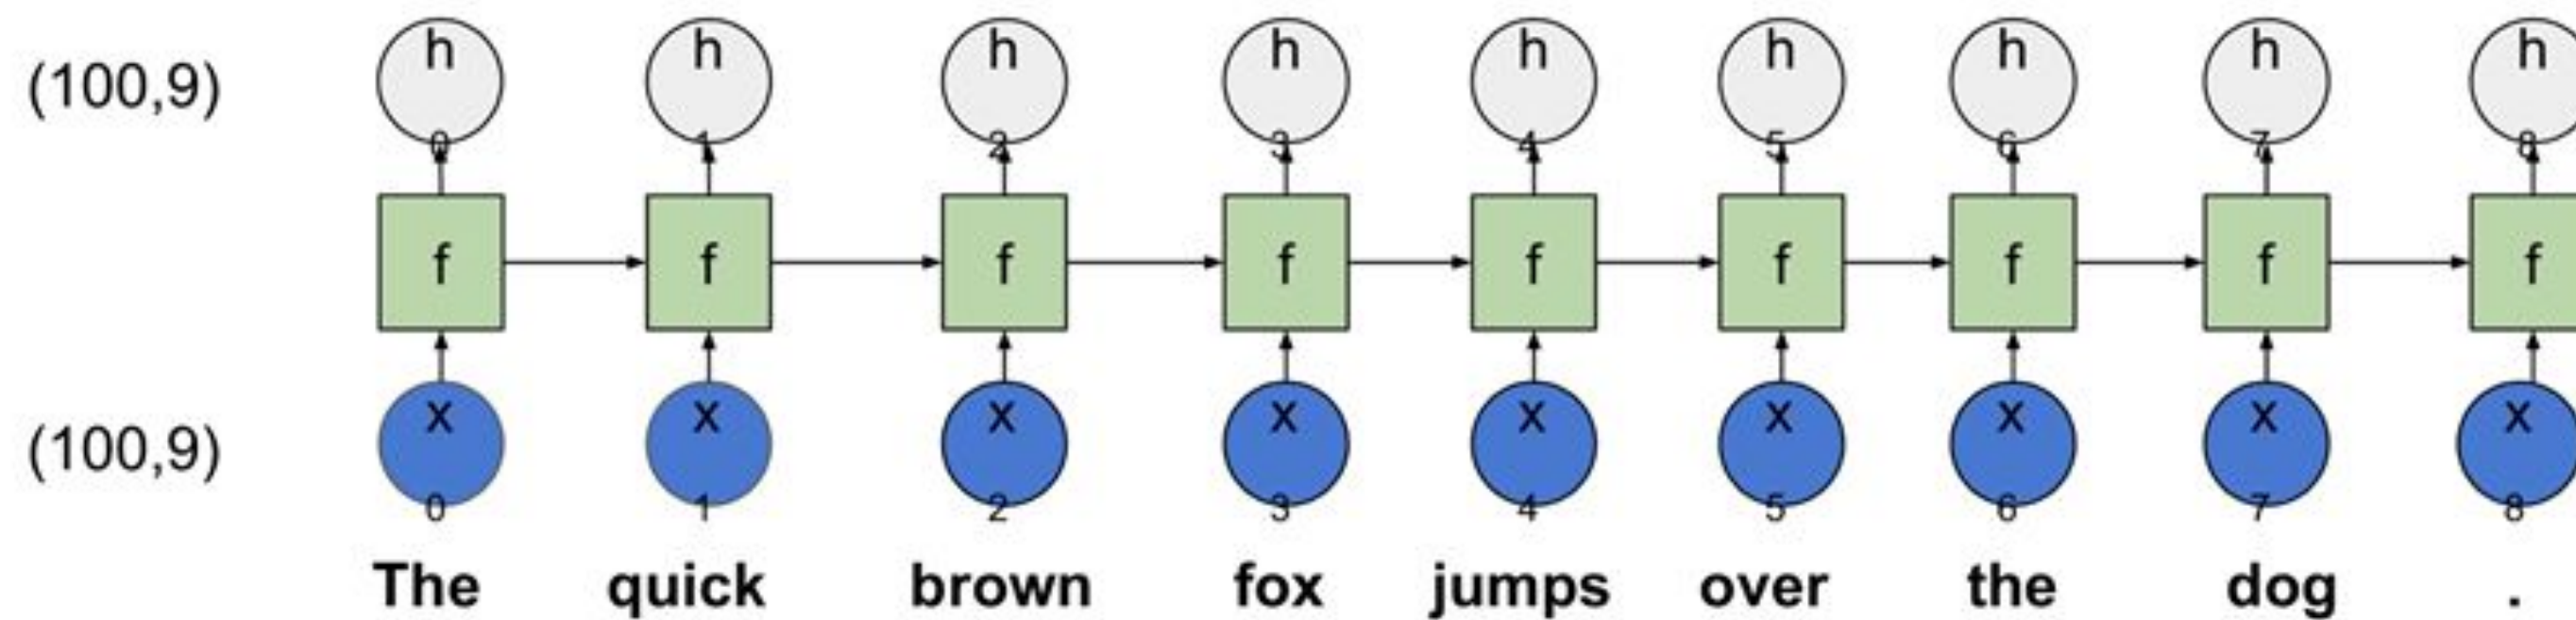 (100,9) h h h h h h h h h
0 1 2 3 4 5 6 7 8
f f f f f f f f f
(100,9) x x x x x x x x x
0 1 2 3 4 5 6 7 8
The quick brown fox jumps over the dog .